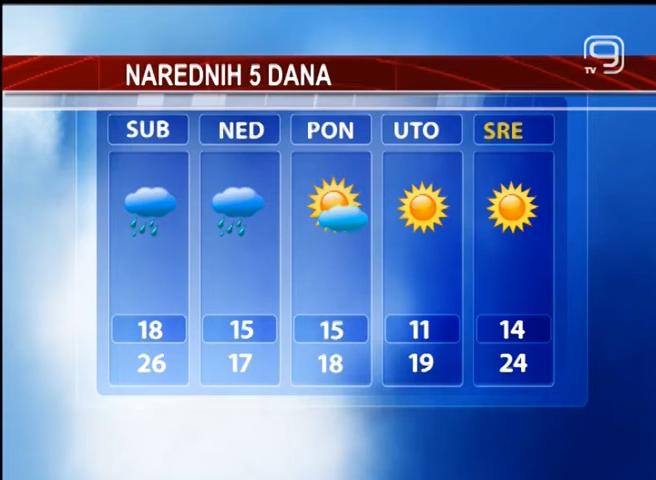 9
TV
NAREDNIH 5 DANA
SUB NED PON UTO SRE
18 15 15 11 14
26 17 18 19 24